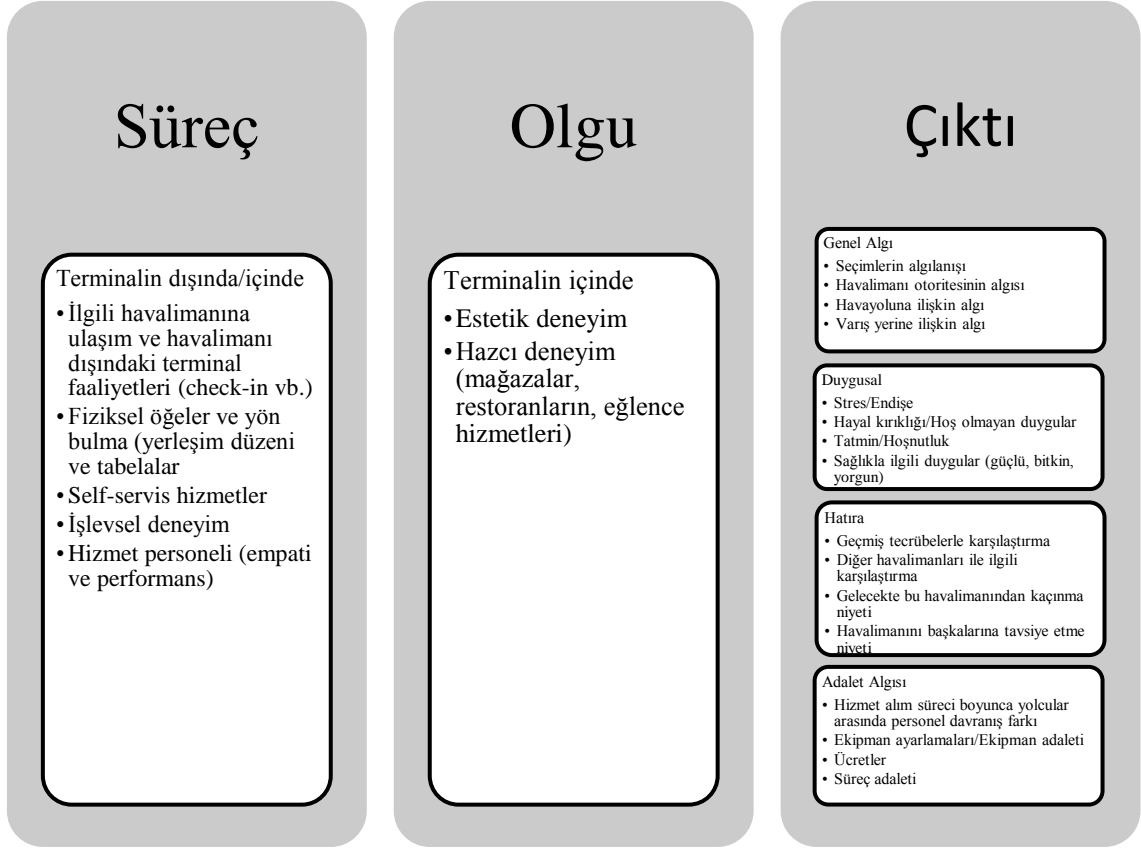 Süreç
Terminalin dışında/içinde
•İlgili havalimanına
ulaşım ve havalimanı
dışındaki terminal
faaliyetleri (check-in vb.)
•Fiziksel öğeler ve yön
bulma (yerleşim düzeni
ve tabelalar
•Self-servis hizmetler
•İşlevsel deneyim
•Hizmet personeli (empati
ve performans)
Olgu
Terminalin içinde
•Estetik deneyim
•Hazcı deneyim
(mağazalar,
restoranların, eğlence
hizmetleri)
Çıktı
Genel Algı
• Seçimlerin algılanışı
• Havalimanı otoritesinin algısı
• Havayoluna ilişkin algı
• Varış yerine ilişkin algı
Duygusal
• Stres/Endişe
• Hayal kırıklığı/Hoş olmayan duygular
• Tatmin/Hoşnutluk
• Sağlıkla ilgili duygular (güçlü, bitkin,
yorgun)
Hatıra
• Geçmiş tecrübelerle karşılaştırma
• Diğer havalimanları ile ilgili
karşılaştırma
• Gelecekte bu havalimanından kaçınma
niyeti
• Havalimanını başkalarına tavsiye etme
niyeti
Adalet Algısı
• Hizmet alım süreci boyunca yolcular
arasında personel davranış farkı
• Ekipman ayarlamaları/Ekipman adaleti
• Ücretler
• Süreç adaleti